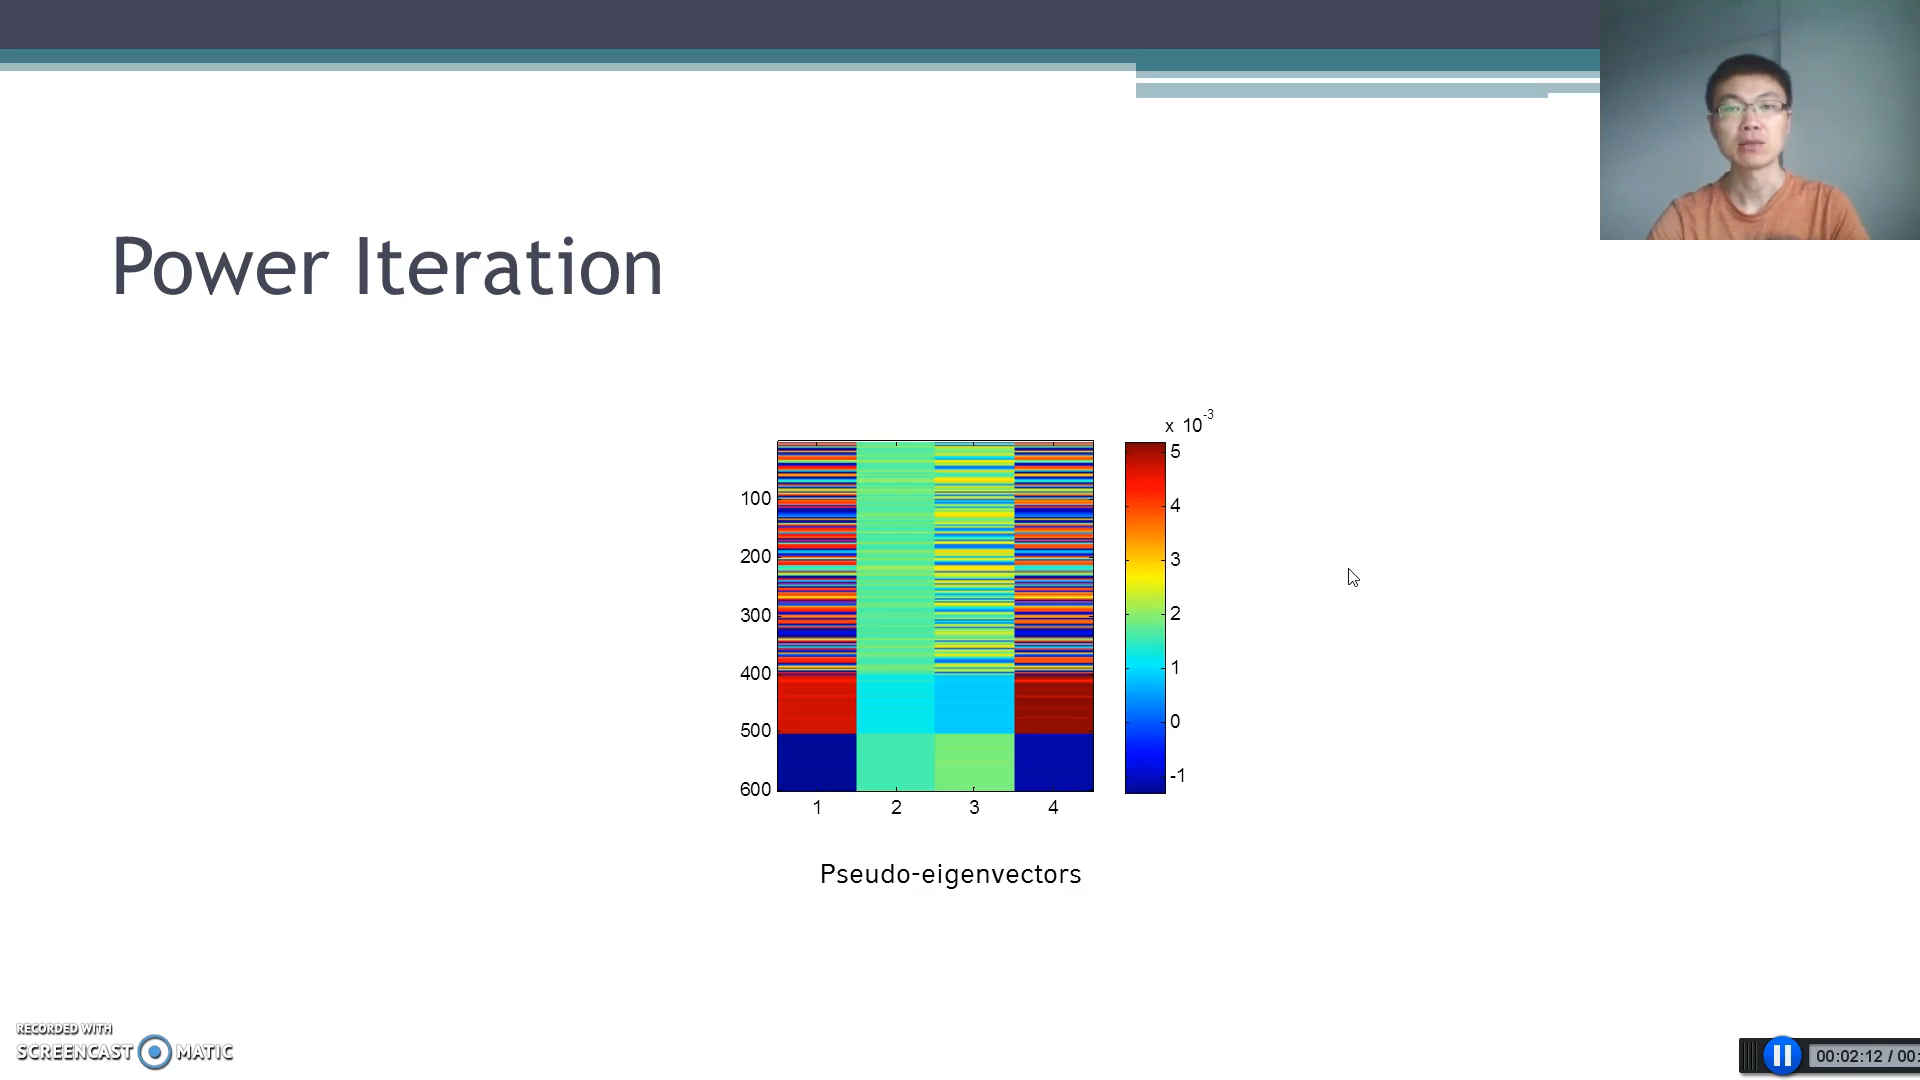 Power Iteration
x 10-3
5
4
3
2
1
0
-1
100
200
300
400
500
600
1 2 3 4
Pseudo-eigenvectors
RECORDED WITH
SCREENCAST MATIC
00:02:12 / 00: